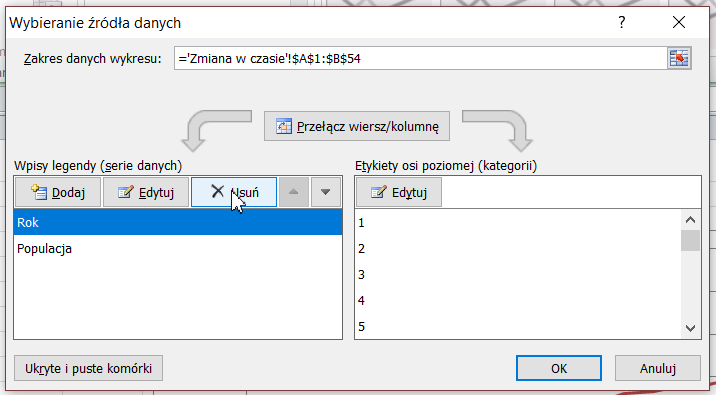 Wybieranie źródła danych
Zakres danych wykresu: ='Zmiana w czasie'!$A$1:$B$54
Przełącz wiersz/kolumnę
Wpisy legendy (serie danych)
Dodaj Edytuj Usuń
Rok
Populacja
Etykiety osi poziomej (kategorii)
Edytuj
1
2
3
4
5
Ukryte i puste komórki
OK Anuluj